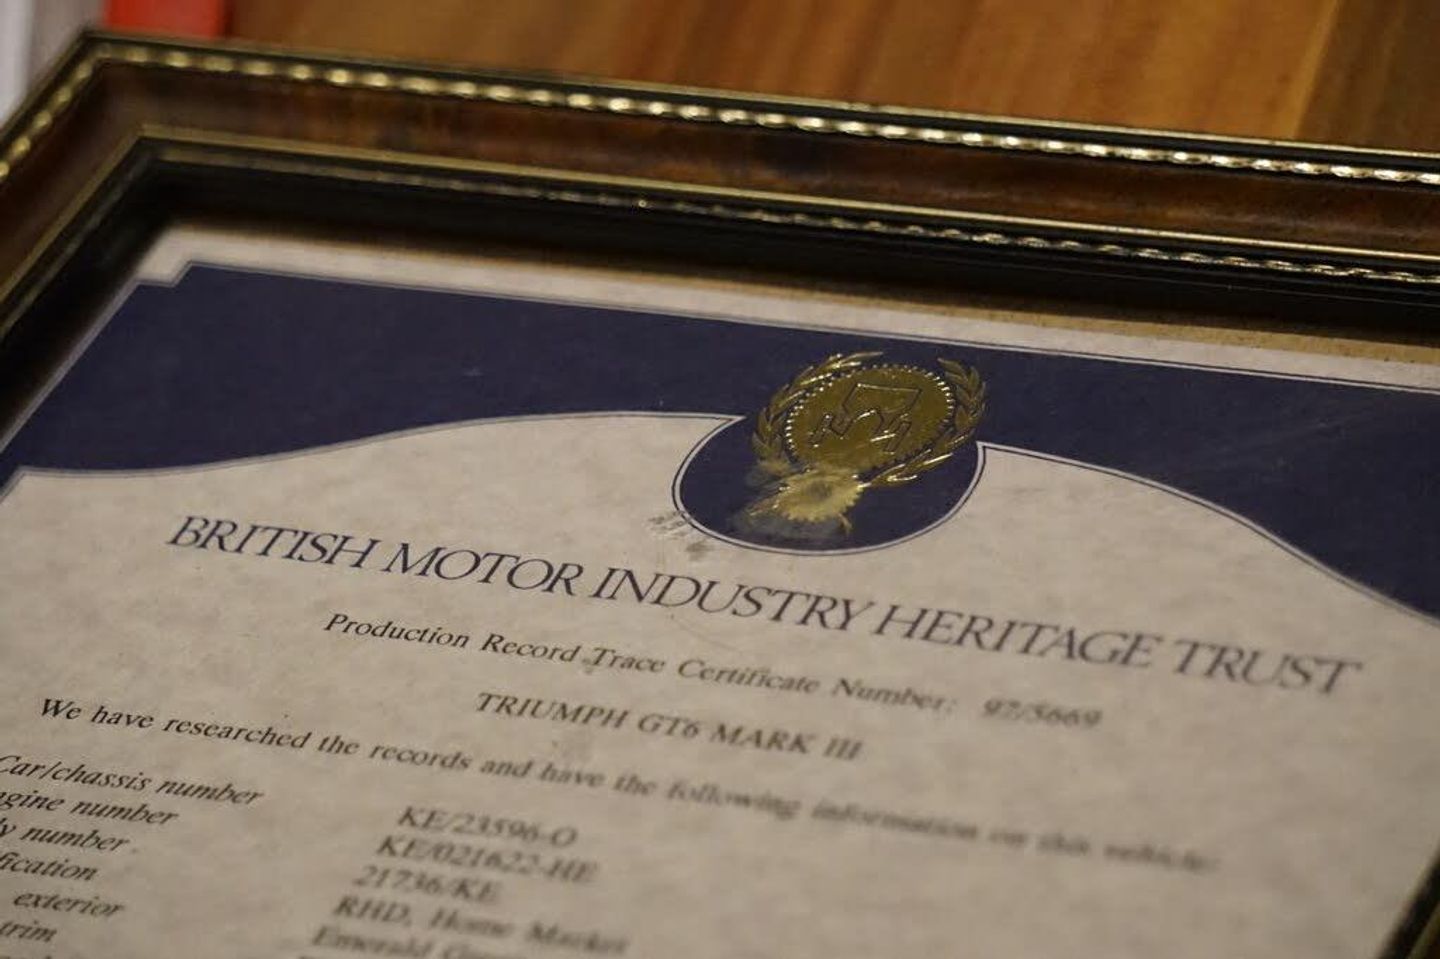 BRITISH MOTOR INDUSTRY HERITAGE TRUST
Production Record Trace Certificate Number: 97/5669
TRIUMPH GT6 MARK III
We have researched the records and have the following information on this vehicle:
Car/chassis number KE/23596-O
gine number KE/021622-HE
y number 21736/KE
fication RHD, Home Market
exterior Emerald
trim